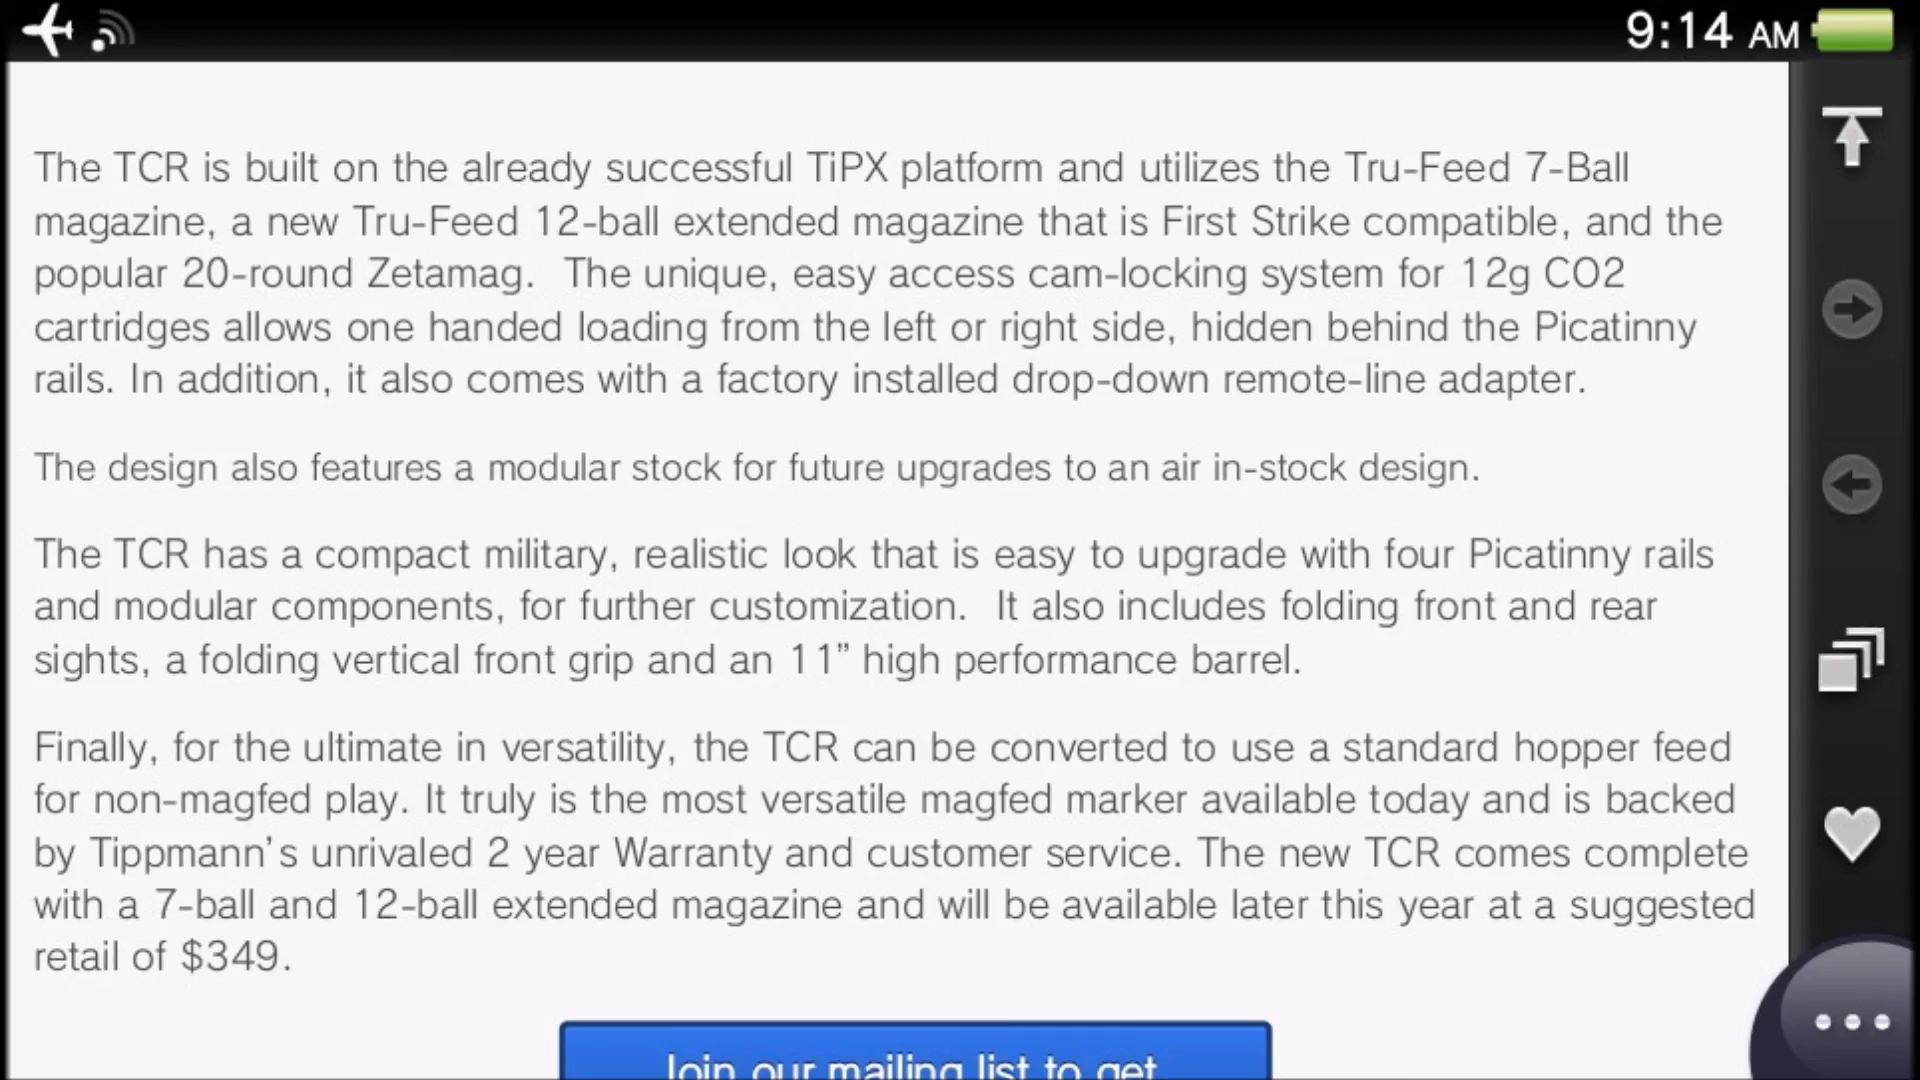 9:14 AM
The TCR is built on the already successful TiPX platform and utilizes the Tru-Feed 7-Ball
magazine, a new Tru-Feed 12-ball extended magazine that is First Strike compatible, and the
popular 20-round Zetamag.  The unique, easy access cam-locking system for 12g CO2
cartridges allows one handed loading from the left or right side, hidden behind the Picatinny
rails. In addition, it also comes with a factory installed drop-down remote-line adapter.
The design also features a modular stock for future upgrades to an air in-stock design.
The TCR has a compact military, realistic look that is easy to upgrade with four Picatinny rails
and modular components, for further customization.  It also includes folding front and rear
sights, a folding vertical front grip and an 11” high performance barrel.
Finally, for the ultimate in versatility, the TCR can be converted to use a standard hopper feed
for non-magfed play. It truly is the most versatile magfed marker available today and is backed
by Tippmann’s unrivaled 2 year Warranty and customer service. The new TCR comes complete
with a 7-ball and 12-ball extended magazine and will be available later this year at a suggested
retail of $349.
Join our mailing list to get